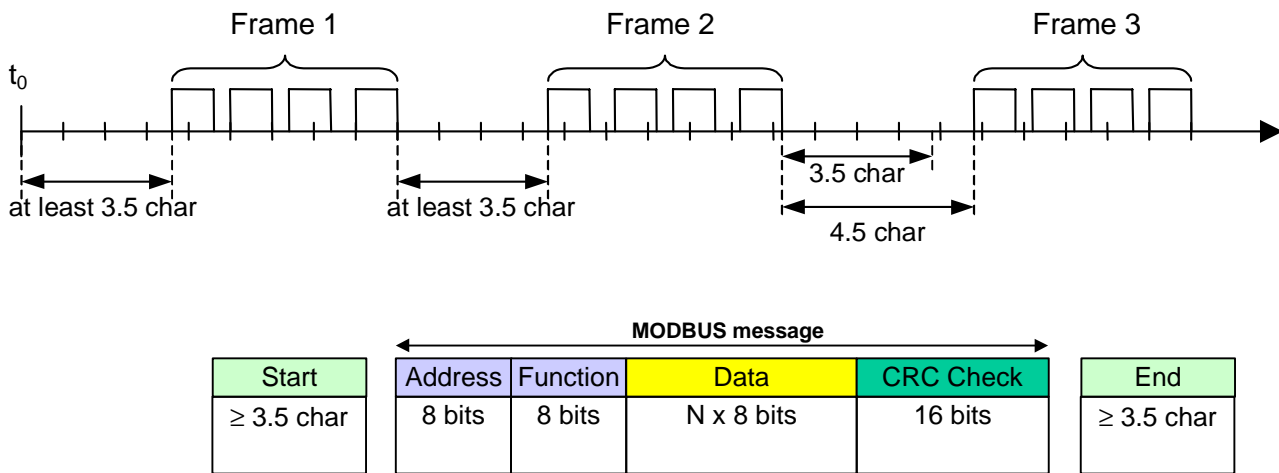 Frame 1 Frame 2 Frame 3
t0
3.5 char
at least 3.5 char at least 3.5 char
4.5 char
MODBUS message
Start Address Function Data CRC Check End
≥ 3.5 char 8 bits 8 bits N x 8 bits 16 bits ≥ 3.5 char